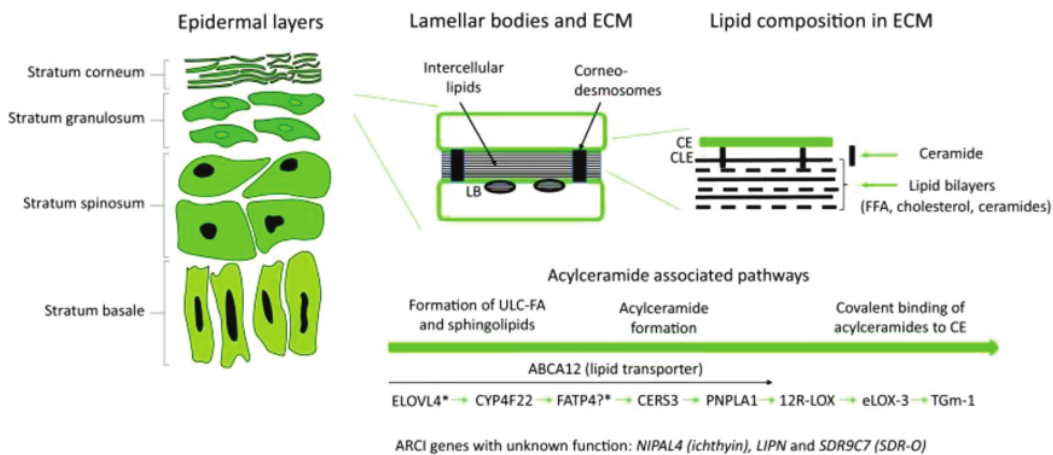 Epidermal layers
Stratum corneum
Stratum granulosum
Stratum spinosum
Stratum basale
Lamellar bodies and ECM
Intercellular
lipids
Corneo-
desmosomes
LB
Lipid composition in ECM
CE
CLE
Ceramide
Lipid bilayers
(FFA, cholesterol, ceramides)
Acylceramide associated pathways
Formation of ULC-FA
and sphingolipids
Acylceramide
formation
Covalent binding of
acylceramides to CE
ABCA12 (lipid transporter)
ELOVL4* → CYP4F22 → FATP4?* → CERS3 → PNPLA1 → 12R-LOX → eLOX-3 → TGm-1
ARCI genes with unknown function: NIPAL4 (ichthyin), LIPN and SDR9C7 (SDR-O)